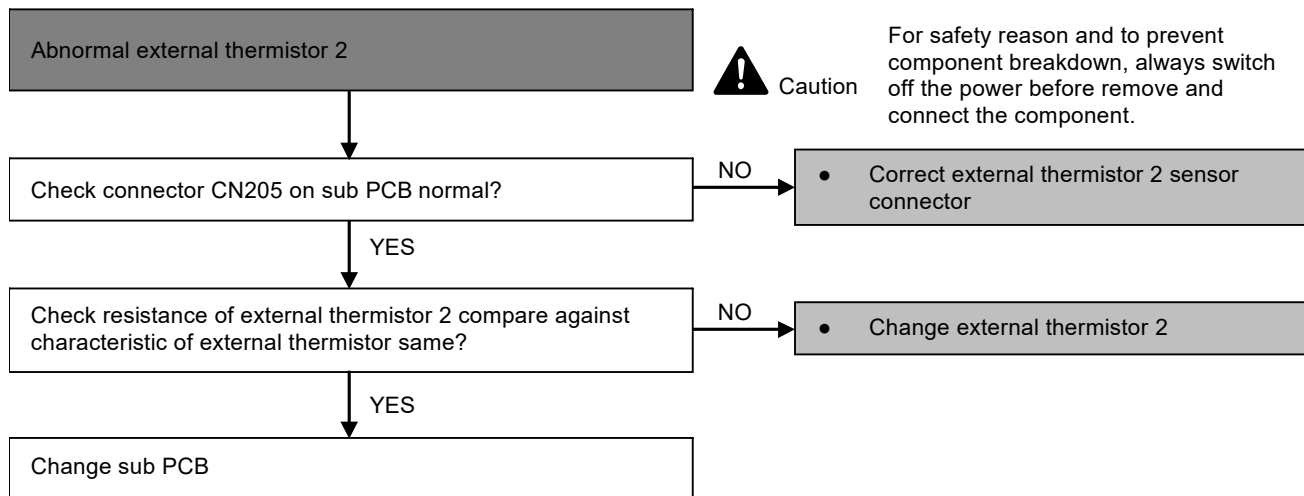 Abnormal external thermistor 2
Caution
For safety reason and to prevent
component breakdown, always switch
off the power before remove and
connect the component.
Check connector CN205 on sub PCB normal?
NO
● Correct external thermistor 2 sensor
connector
YES
Check resistance of external thermistor 2 compare against
characteristic of external thermistor same?
NO
● Change external thermistor 2
YES
Change sub PCB